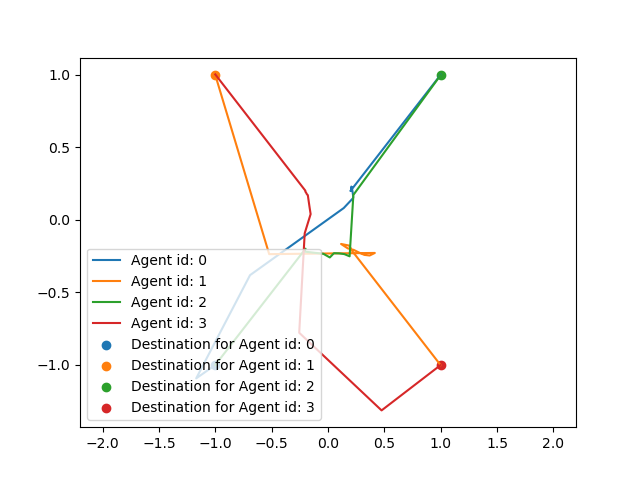 1.0
0.5
0.0
−0.5
−1.0
Agent id: 0
Agent id: 1
Agent id: 2
Agent id: 3
Destination for Agent id: 0
Destination for Agent id: 1
Destination for Agent id: 2
Destination for Agent id: 3
−2.0 −1.5 −1.0 −0.5 0.0 0.5 1.0 1.5 2.0